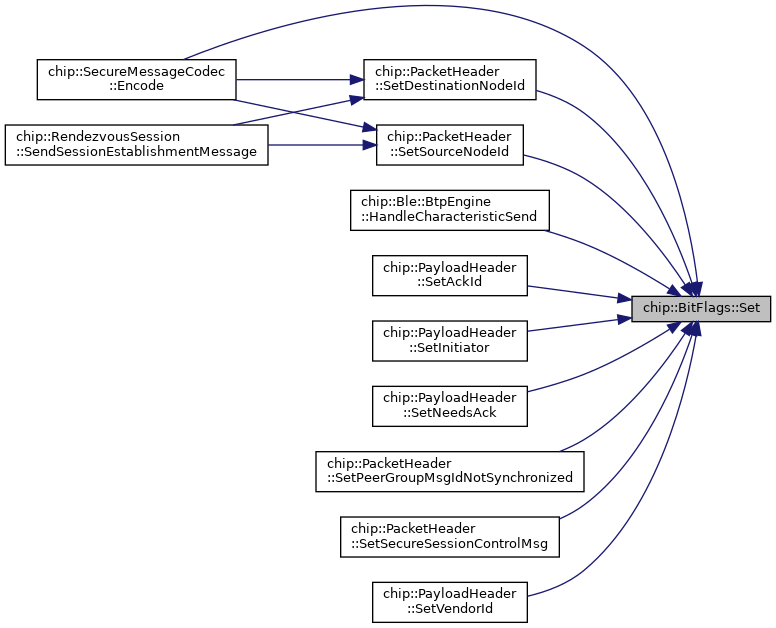 chip::SecureMessageCodec
::Encode
chip::PacketHeader
::SetDestinationNodeId
chip::RendezvousSession
::SendSessionEstablishmentMessage
chip::PacketHeader
::SetSourceNodeId
chip::Ble::BtpEngine
::HandleCharacteristicSend
chip::PayloadHeader
::SetAckId
chip::BitFlags::Set
chip::PayloadHeader
::SetInitiator
chip::PayloadHeader
::SetNeedsAck
chip::PacketHeader
::SetPeerGroupMsgIdNotSynchronized
chip::PacketHeader
::SetSecureSessionControlMsg
chip::PayloadHeader
::SetVendorId